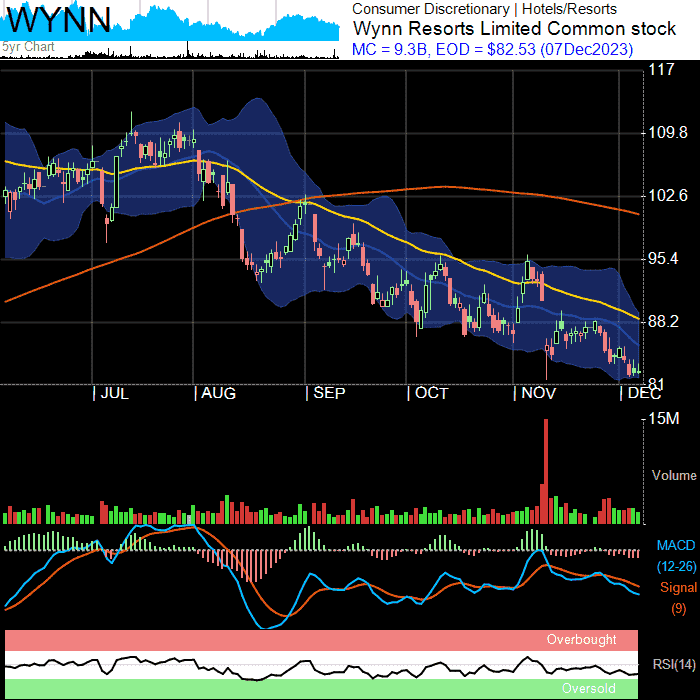 WYNN
5yr Chart
Consumer Discretionary | Hotels/Resorts
Wynn Resorts Limited Common stock
MC = 9.3B, EOD = $82.53 (07Dec2023)
117
109.8
102.6
95.4
88.2
81
| JUL | AUG | SEP | OCT | NOV | DEC
15M
Volume
MACD
(12-26)
Signal
(9)
Overbought
RSI(14)
Oversold